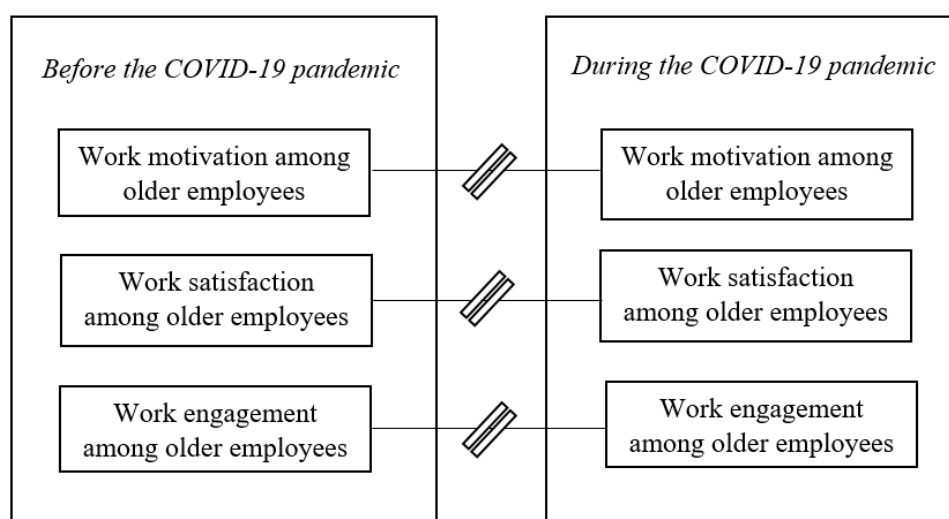 Before the COVID-19 pandemic
Work motivation among
older employees
Work satisfaction
among older employees
Work engagement
among older employees
During the COVID-19 pandemic
Work motivation among
older employees
Work satisfaction
among older employees
Work engagement
among older employees